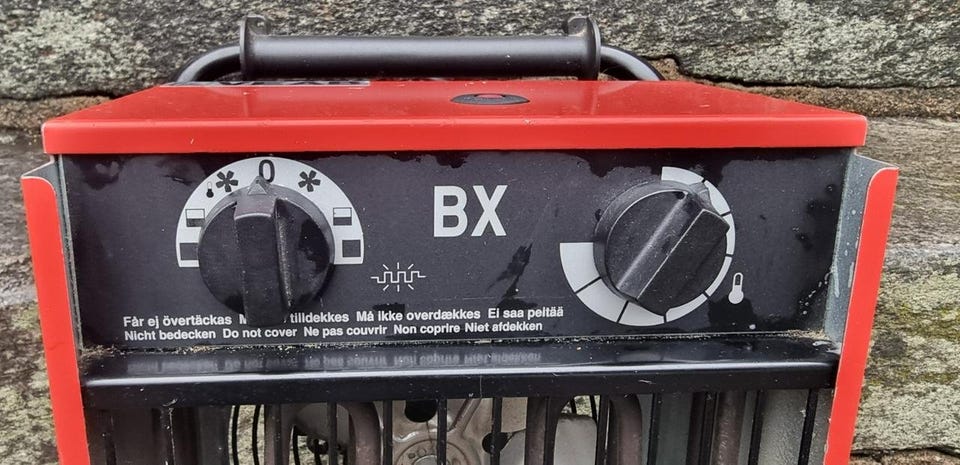 0
BX
Får ej övertäckas tilldekkes Må ikke overdækkes Ei saa peltää
Nicht bedecken Do not cover Ne pas couvrir Non coprire Niet afdekken